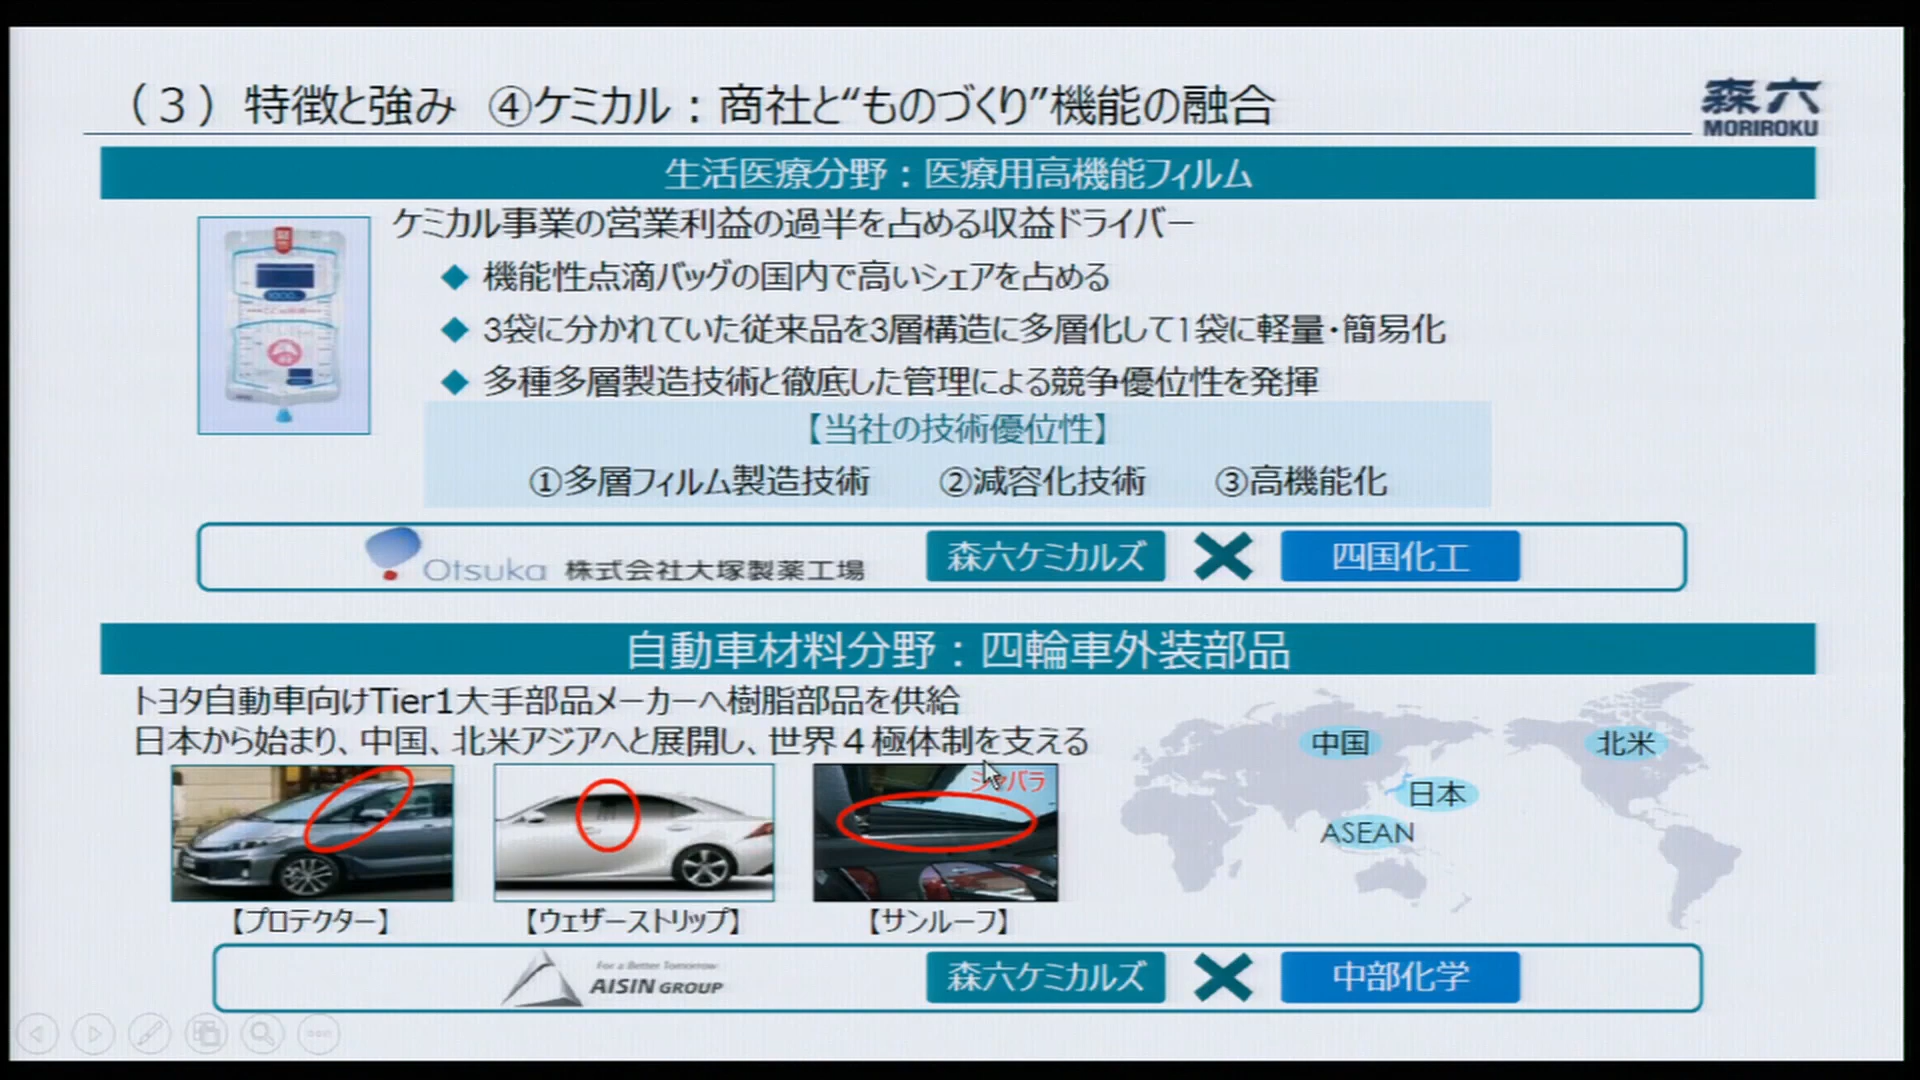 （３）特徴と強み ④ケミカル：商社と“ものづくり”機能の融合
森六
MORIROKU
生活医療分野：医療用高機能フィルム
ケミカル事業の営業利益の過半を占める収益ドライバー
◆ 機能性点滴バッグの国内で高いシェアを占める
◆ 3袋に分かれていた従来品を3層構造に多層化して1袋に軽量・簡易化
◆ 多種多層製造技術と徹底した管理による競争優位性を発揮
【当社の技術優位性】
①多層フィルム製造技術 ②減容化技術 ③高機能化
Otsuka 株式会社大塚製薬工場 森六ケミカルズ × 四国化工
自動車材料分野：四輪車外装部品
トヨタ自動車向けTier1大手部品メーカーへ樹脂部品を供給
日本から始まり、中国、北米アジアへと展開し、世界４極体制を支える
ジャバラ
【プロテクター】 【ウェザーストリップ】 【サンルーフ】
中国
北米
日本
ASEAN
For a Better Tomorrow
AISIN GROUP
森六ケミカルズ × 中部化学